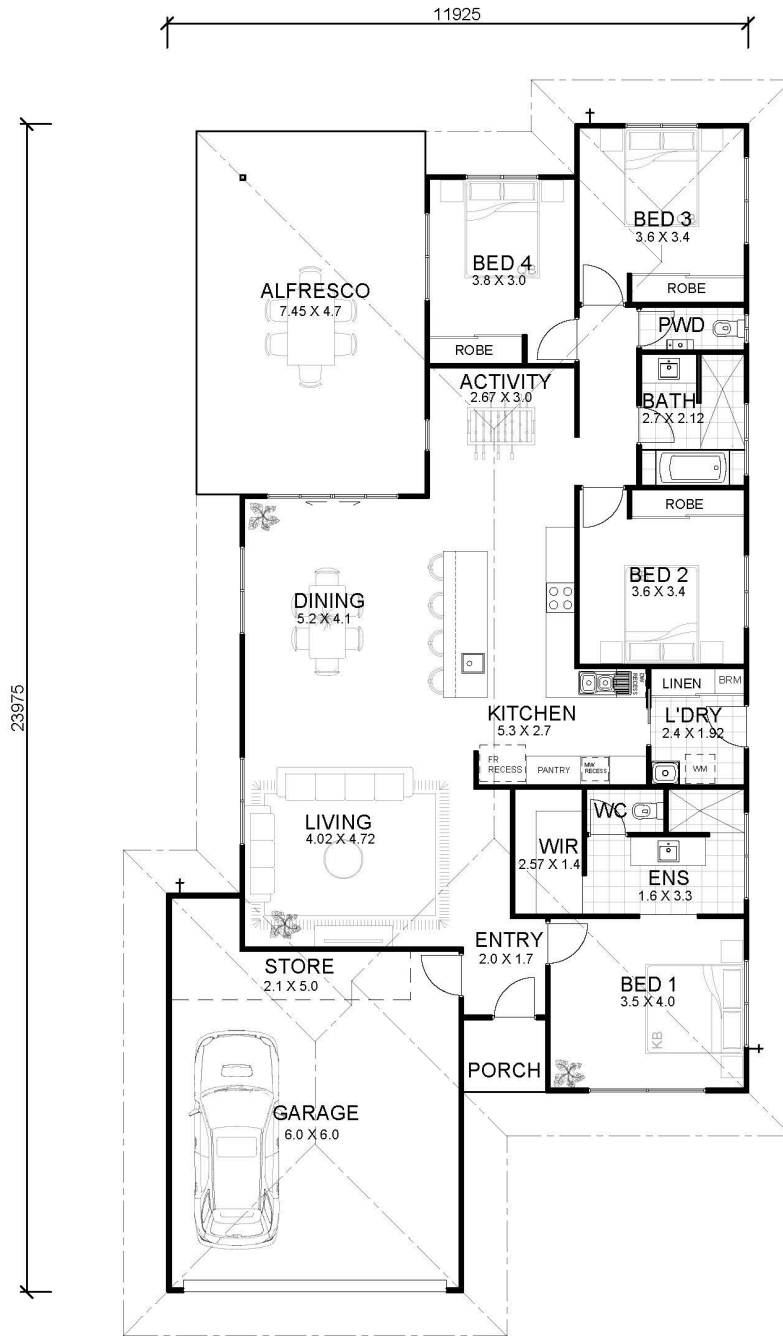 11925
23975
BED 3
3.6 X 3.4
ROBE
BED 4
3.8 X 3.0
ROBE
ALFRESCO
7.45 X 4.7
PWD
ACTIVITY
2.67 X 3.0
BATH
2.7 X 2.12
ROBE
BED 2
3.6 X 3.4
DINING
5.2 X 4.1
KITCHEN
5.3 X 2.7
DW RECESS
LINEN
BRM
L'DRY
2.4 X 1.92
WM
FR
RECESS
PANTRY
MW
RECESS
LIVING
4.02 X 4.72
WC
WIR
2.57 X 1.4
ENS
1.6 X 3.3
ENTRY
2.0 X 1.7
STORE
2.1 X 5.0
BED 1
3.5 X 4.0
KB
PORCH
GARAGE
6.0 X 6.0